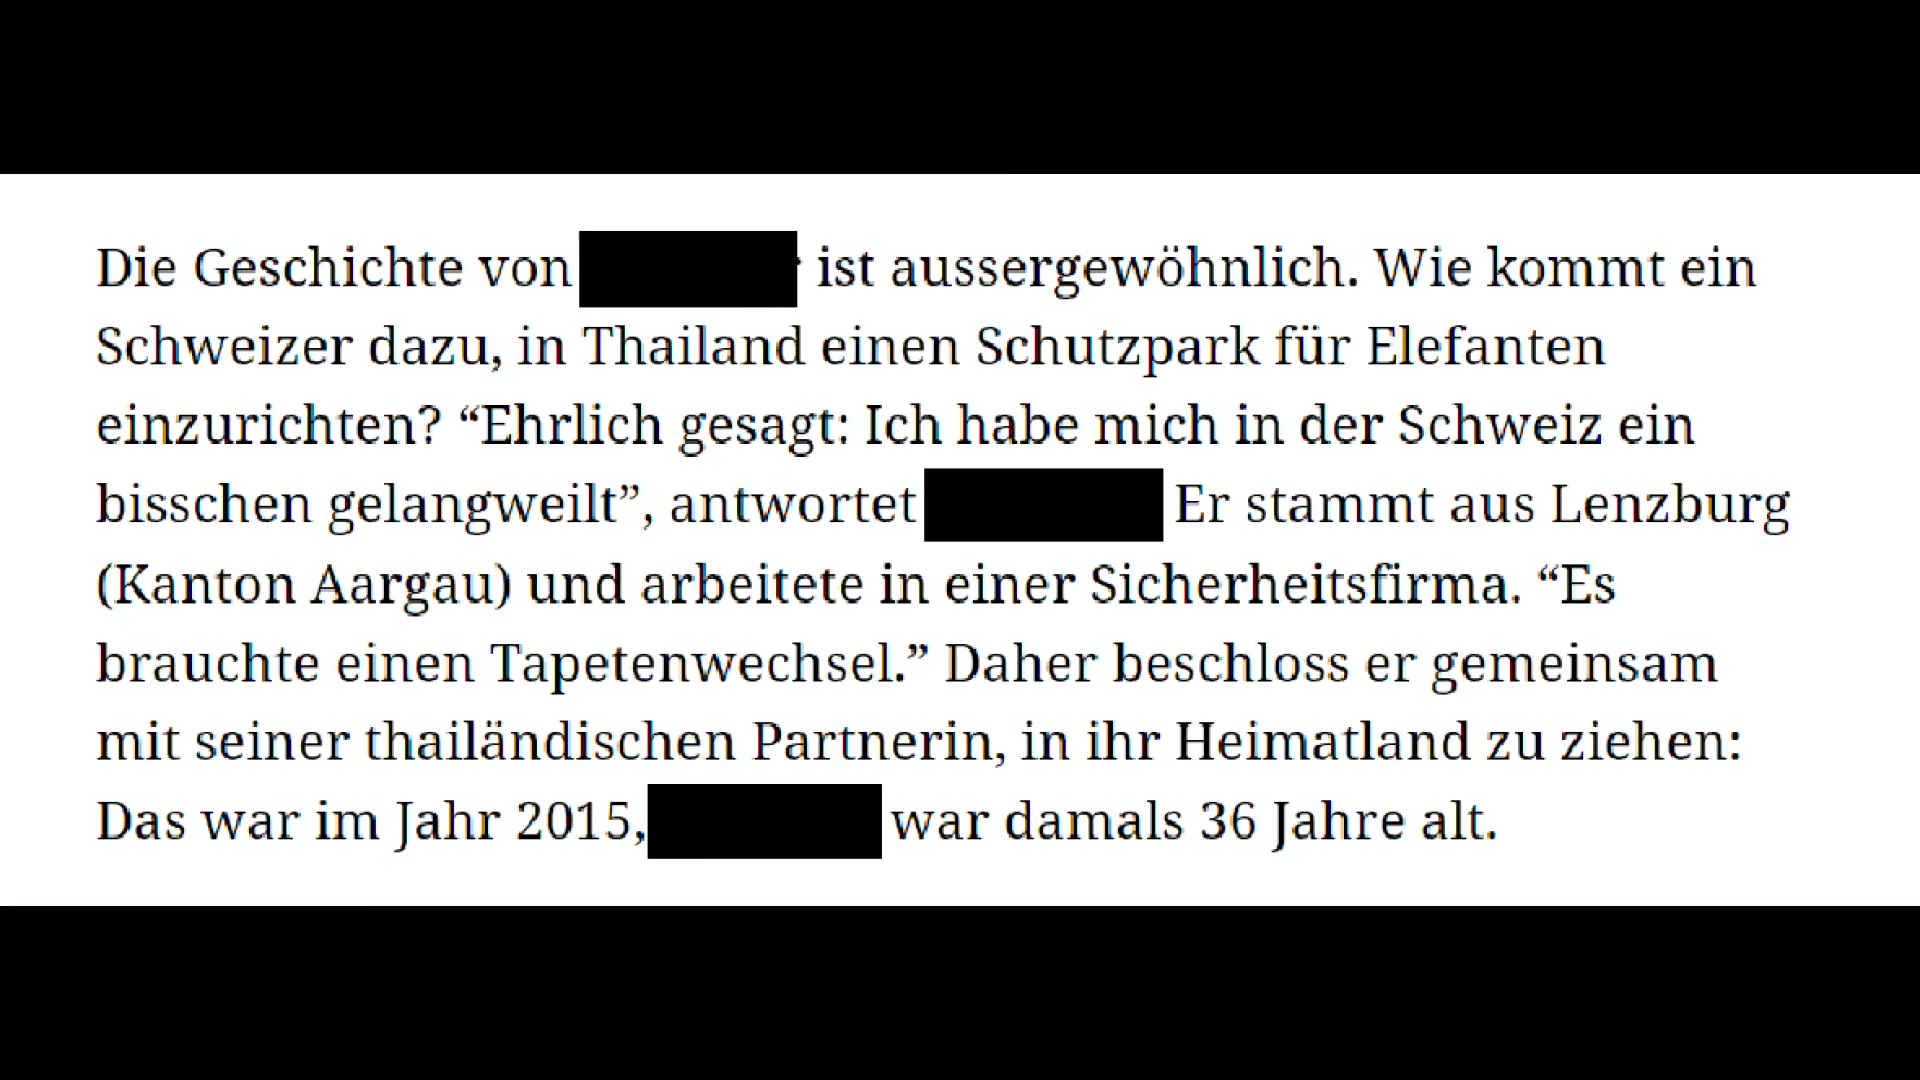 Die Geschichte von ist aussergewöhnlich. Wie kommt ein
Schweizer dazu, in Thailand einen Schutzpark für Elefanten
einzurichten? “Ehrlich gesagt: Ich habe mich in der Schweiz ein
bisschen gelangweilt”, antwortet Er stammt aus Lenzburg
(Kanton Aargau) und arbeitete in einer Sicherheitsfirma. “Es
brauchte einen Tapetenwechsel.” Daher beschloss er gemeinsam
mit seiner thailändischen Partnerin, in ihr Heimatland zu ziehen:
Das war im Jahr 2015, war damals 36 Jahre alt.